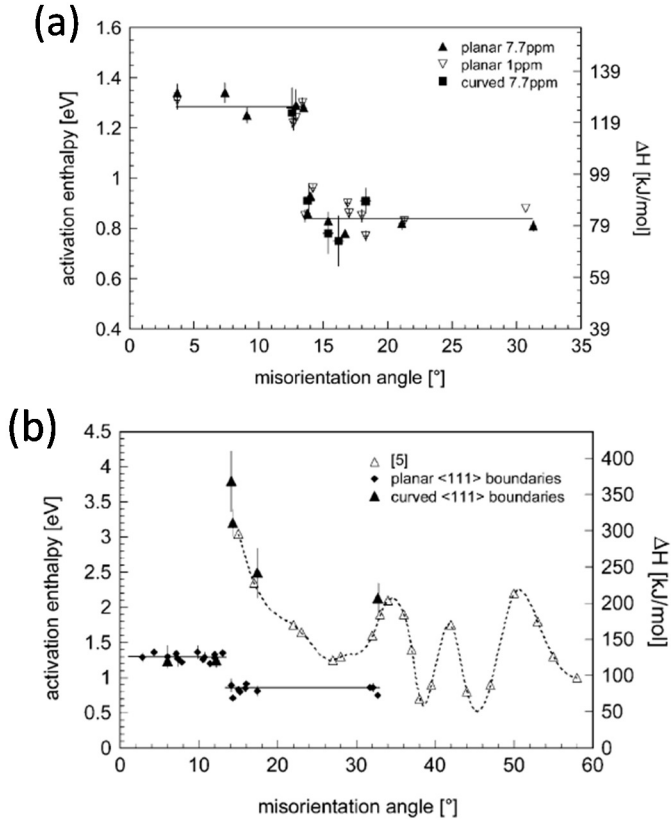 (a)
1.6
1.4
1.2
1
0.8
0.6
0.4
activation enthalpy [eV]
planar 7.7ppm
planar 1ppm
curved 7.7ppm
139
119
99
79
59
39
ΔH [kJ/mol]
0 5 10 15 20 25 30 35
misorientation angle [°]
(b)
4.5
4
3.5
3
2.5
2
1.5
1
0.5
0
activation enthalpy [eV]
[5]
planar <111> boundaries
curved <111> boundaries
400
350
300
250
200
150
100
50
0
ΔH [kJ/mol]
0 10 20 30 40 50 60
misorientation angle [°]